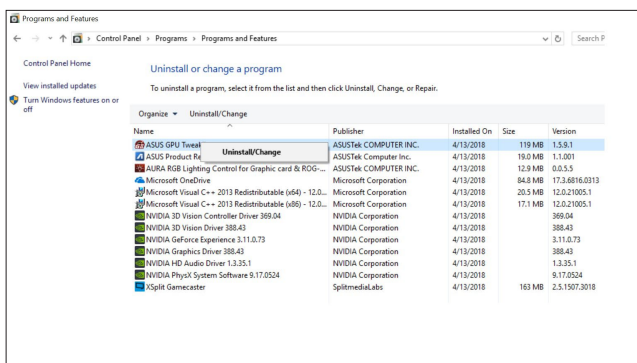 Programs and Features
Control Panel > Programs > Programs and Features
Search P
Control Panel Home
View installed updates
Turn Windows features on or
off
Uninstall or change a program
To uninstall a program, select it from the list and then click Uninstall, Change, or Repair.
Organize Uninstall/Change
Name Publisher Installed On Size Version
ASUS GPU Tweak ASUSTek COMPUTER INC. 4/13/2018 119 MB 1.5.9.1
Uninstall/Change
ASUS Product Re ASUSTek Computer Inc. 4/13/2018 19.0 MB 1.1.001
AURA RGB Lighting Control for Graphic card & ROG-... ASUSTek COMPUTER INC. 4/13/2018 12.9 MB 0.0.5.5
Microsoft OneDrive Microsoft Corporation 4/13/2018 84.8 MB 17.3.6816.0313
Microsoft Visual C++ 2013 Redistributable (x64) - 12.0... Microsoft Corporation 4/13/2018 20.5 MB 12.0.21005.1
Microsoft Visual C++ 2013 Redistributable (x86) - 12.0... Microsoft Corporation 4/13/2018 17.1 MB 12.0.21005.1
NVIDIA 3D Vision Controller Driver 369.04 NVIDIA Corporation 4/13/2018 369.04
NVIDIA 3D Vision Driver 388.43 NVIDIA Corporation 4/13/2018 388.43
NVIDIA GeForce Experience 3.11.0.73 NVIDIA Corporation 4/13/2018 3.11.0.73
NVIDIA Graphics Driver 388.43 NVIDIA Corporation 4/13/2018 388.43
NVIDIA HD Audio Driver 1.3.35.1 NVIDIA Corporation 4/13/2018 1.3.35.1
NVIDIA PhysX System Software 9.17.0524 NVIDIA Corporation 4/13/2018 9.17.0524
XSplit Gamecaster SplitmediaLabs 4/13/2018 163 MB 2.5.1507.3018